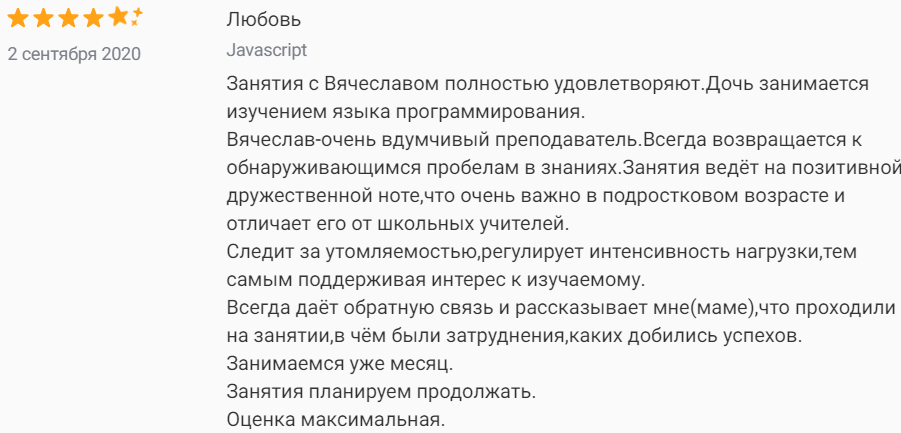 Любовь
2 сентября 2020
Javascript
Занятия с Вячеславом полностью удовлетворяют.Дочь занимается
изучением языка программирования.
Вячеслав-очень вдумчивый преподаватель.Всегда возвращается к
обнаруживающимся пробелам в знаниях.Занятия ведёт на позитивной
дружественной ноте,что очень важно в подростковом возрасте и
отличает его от школьных учителей.
Следит за утомляемостью,регулирует интенсивность нагрузки,тем
самым поддерживая интерес к изучаемому.
Всегда даёт обратную связь и рассказывает мне(маме),что проходили
на занятии,в чём были затруднения,каких добились успехов.
Занимаемся уже месяц.
Занятия планируем продолжать.
Оценка максимальная.